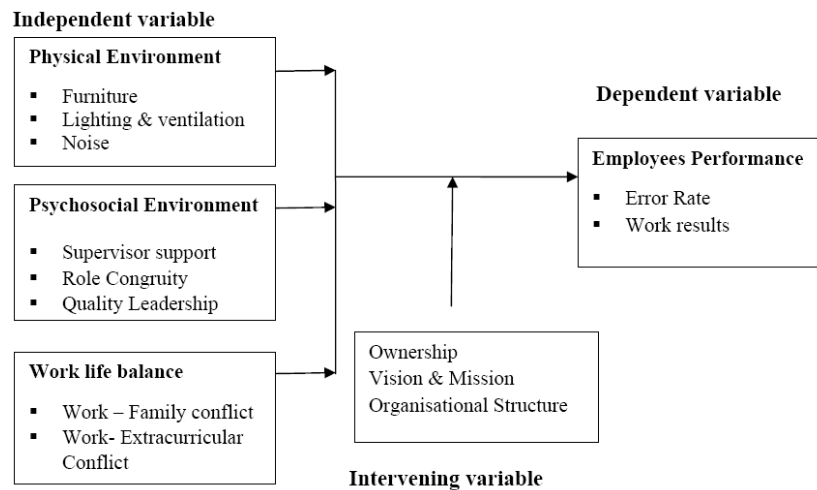 Independent variable
Physical Environment
▪ Furniture
▪ Lighting & ventilation
▪ Noise
Psychosocial Environment
▪ Supervisor support
▪ Role Congruity
▪ Quality Leadership
Work life balance
▪ Work – Family conflict
▪ Work- Extracurricular
Conflict
Ownership
Vision & Mission
Organisational Structure
Intervening variable
Dependent variable
Employees Performance
▪ Error Rate
▪ Work results